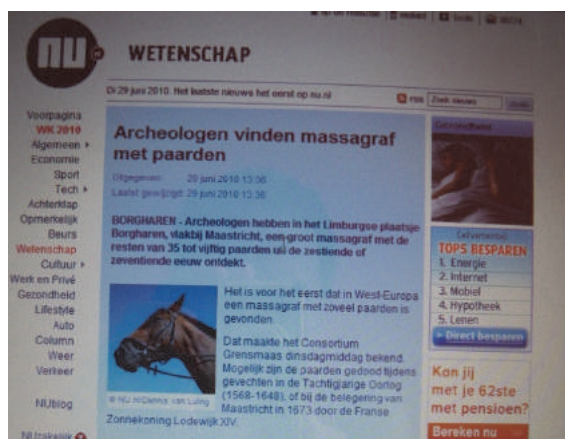 nu
WETENSCHAP
Di 29 juni 2010. Het laatste nieuws het eerst op nu.nl
rss
Zoek nieuws
Voorpagina
WK 2010
Algemeen
Economie
Sport
Tech
Achterklap
Opmerkelijk
Beurs
Wetenschap
Cultuur
Werk en Privé
Gezondheid
Lifestyle
Auto
Column
Weer
Verkeer
NUblog
NUzakelijk
Archeologen vinden massagraf
met paarden
Uitgegeven: 29 juni 2010 13:36
Laatst gewijzigd: 29 juni 2010 13:36
BORGHAREN - Archeologen hebben in het Limburgse plaatsje
Borgharen, vlakbij Maastricht, een groot massagraf met de
resten van 35 tot vijftig paarden uit de zestiende of
zeventiende eeuw ontdekt.
Het is voor het eerst dat in West-Europa
een massagraf met zoveel paarden is
gevonden.
Dat maakte het Consortium
Grensmaas dinsdagmiddag bekend.
Mogelijk zijn de paarden gedood tijdens
gevechten in de Tachtigjarige Oorlog
(1568-1648), of bij de belegering van
Maastricht in 1673 door de Franse
Zonnekoning Lodewijk XIV.
Gezondheid
TOP5 BESPAREN
1. Energie
2. Internet
3. Mobiel
4. Hypotheek
5. Lenen
Direct besparen
Kan jij
met je 62ste
met pensioen?
Bereken nu